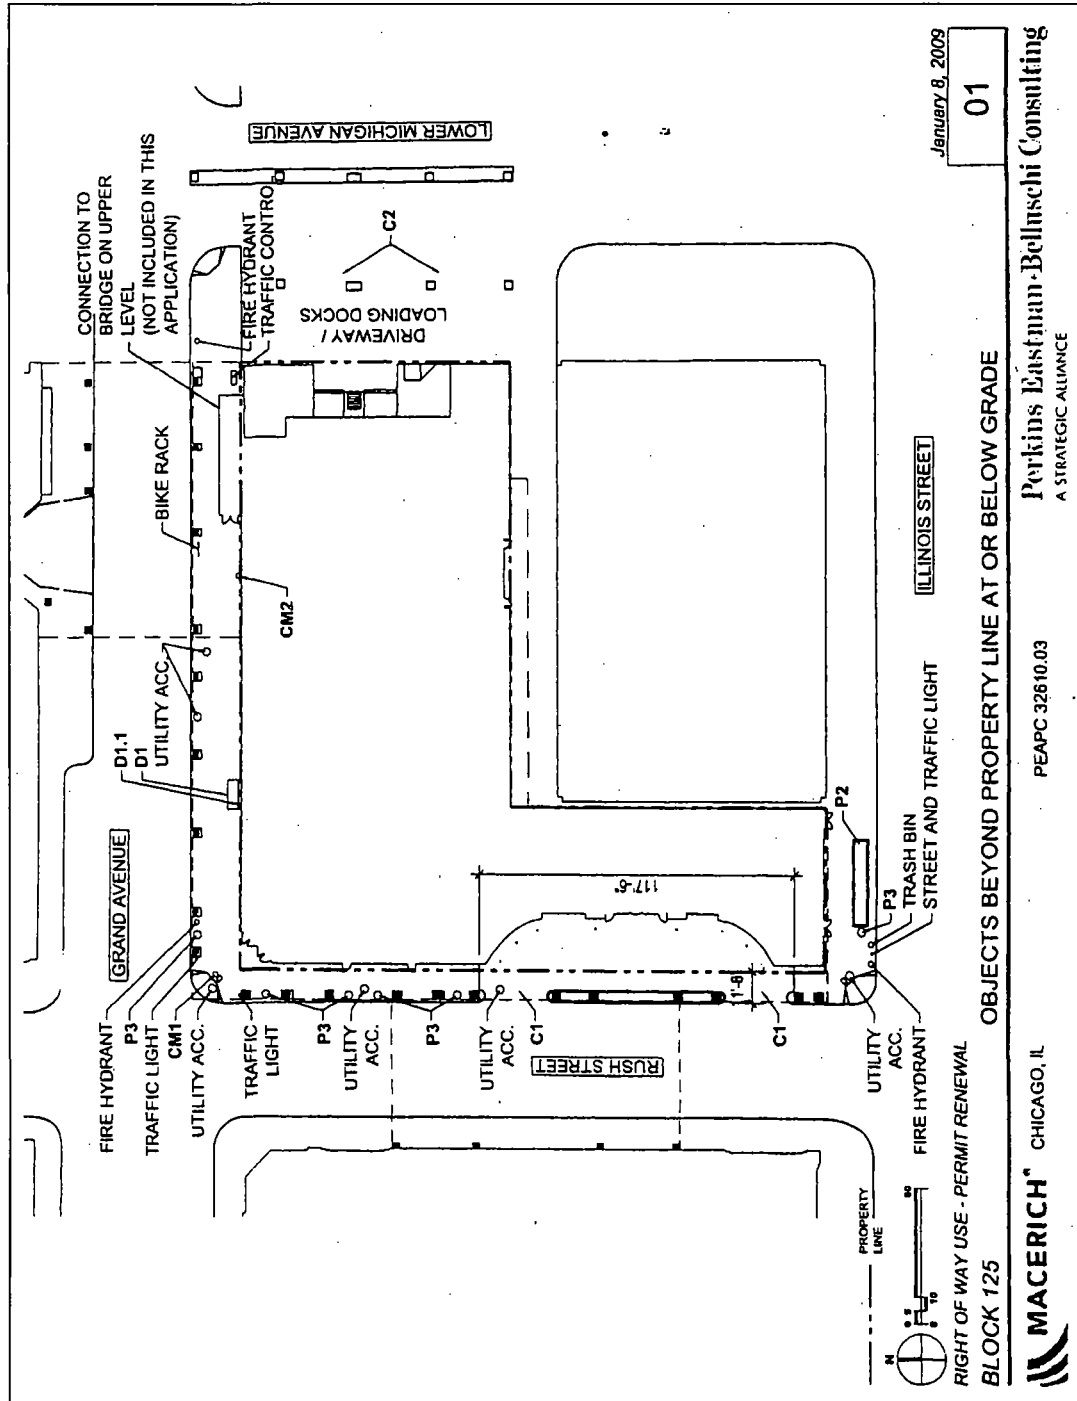 CONNECTION TO
BRIDGE ON UPPER
LEVEL
(NOT INCLUDED IN THIS
APPLICATION)
LOWER MICHIGAN AVENUE
FIRE HYDRANT
TRAFFIC CONTRO
C2
DRIVEWAY /
LOADING DOCKS
BIKE RACK
CM2
D1.1
D1
UTILITY ACC.
GRAND AVENUE
FIRE HYDRANT
P3
TRAFFIC LIGHT
CM1
UTILITY ACC.
TRAFFIC
LIGHT
P3
UTILITY
ACC.
P3
UTILITY
ACC.
C1
RUSH STREET
117'-6"
1'-8"
C1
ILLINOIS STREET
P2
P3
TRASH BIN
STREET AND TRAFFIC LIGHT
UTILITY
ACC.
FIRE HYDRANT
PROPERTY
LINE
N
10
RIGHT OF WAY USE - PERMIT RENEWAL
BLOCK 125
OBJECTS BEYOND PROPERTY LINE AT OR BELOW GRADE
January 8, 2009
01
MACERICH
CHICAGO, IL
PEAPC 32610.03
Perkins Eastman·Belluschi Consulting
A STRATEGIC ALLIANCE